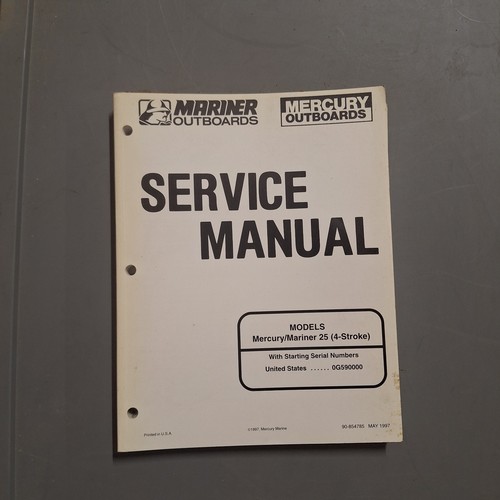 MARINER
OUTBOARDS
MERCURY
OUTBOARDS
SERVICE
MANUAL
MODELS
Mercury/Mariner 25 (4-Stroke)
With Starting Serial Numbers
United States ...... 0G590000
Printed in U.S.A.
©1997, Mercury Marine
90-854785 MAY 1997